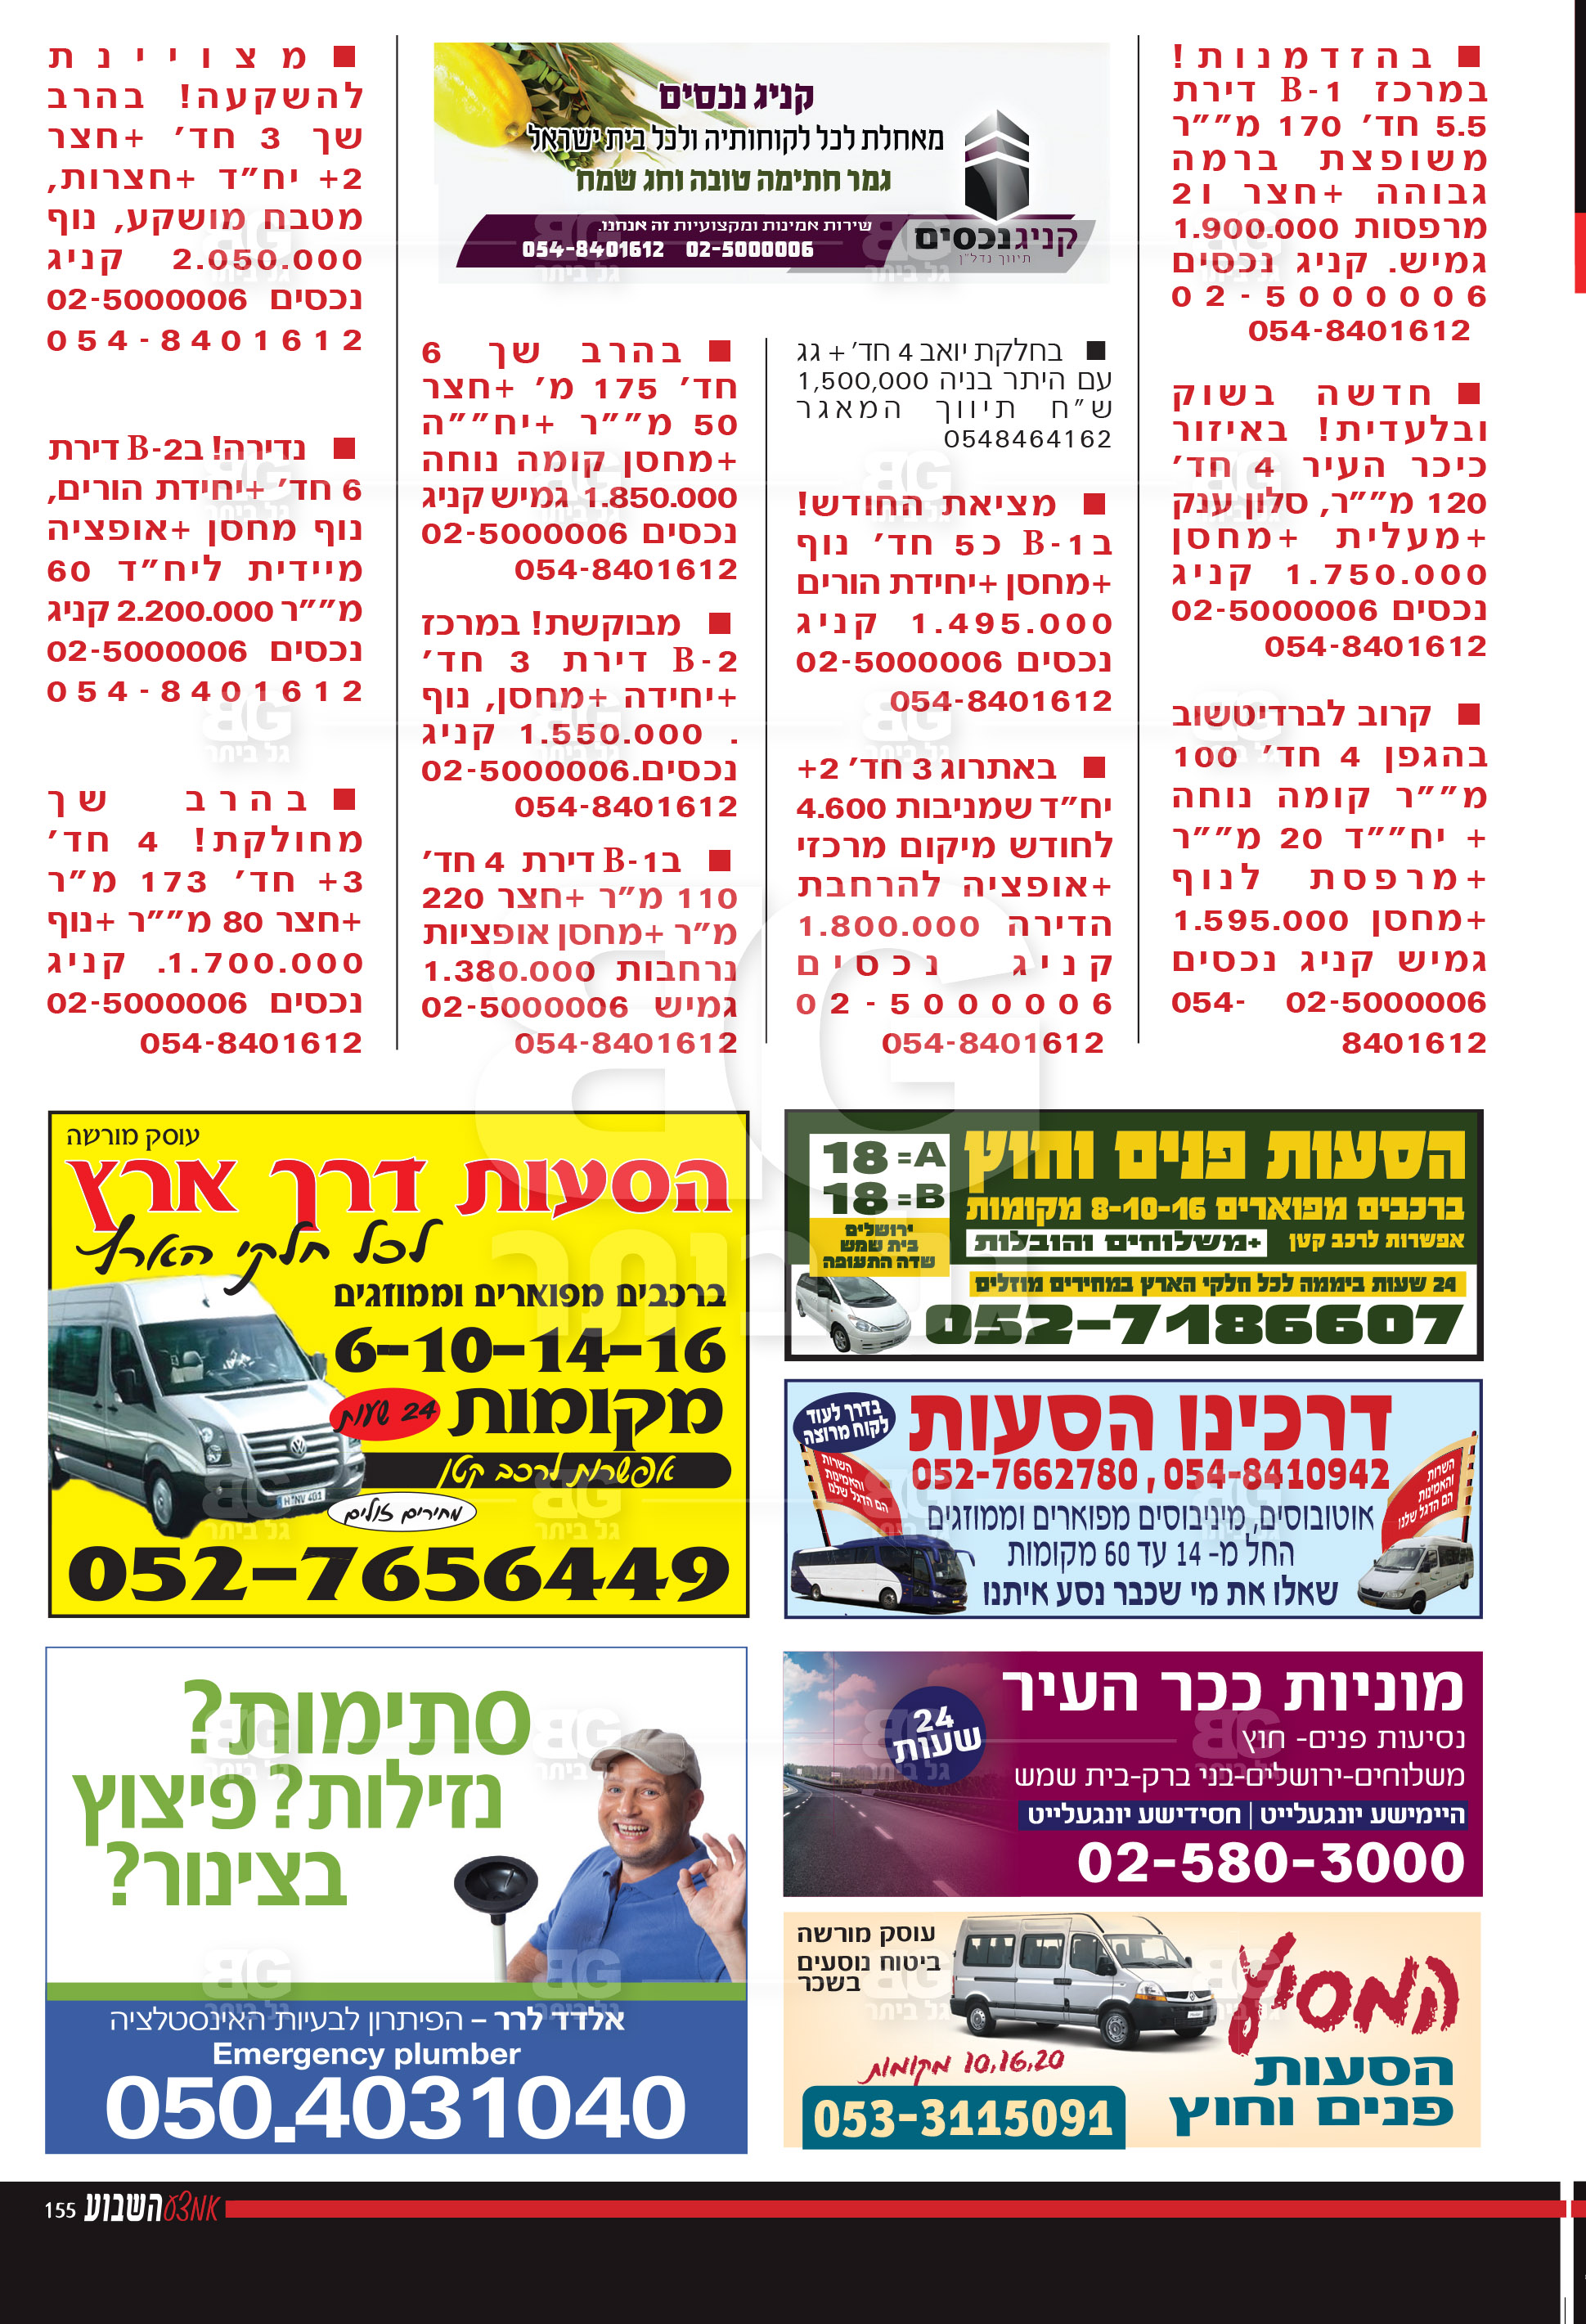 ■ בהזדמנות!
במרכז B-1 דירת
5.5 חד' 170 מ""ר
משופצת ברמה
גבוהה +חצר ו2
מרפסות 1.900.000
גמיש. קניג נכסים
02-5000006
054-8401612
■ חדשה בשוק
ובלעדית! באיזור
כיכר העיר 4 חד'
120 מ""ר, סלון ענק
+מעלית +מחסן
1.750.000 קניג
נכסים 02-5000006
054-8401612
■ קרוב לברדיטשוב
בהגפן 4 חד' 100
מ""ר קומה נוחה
+ יח""ד 20 מ""ר
+מרפסת לנוף
+מחסן 1.595.000
גמיש קניג נכסים
02-5000006 054-
8401612
קניג נכסים
מאחלת לכל לקוחותיה ולכל בית ישראל
גמר חתימה טובה וחג שמח
שירות אמינות ומקצועיות זה אנחנו.
054-8401612 02-5000006
קניגנכסים
תיווך נדל"ן
■ בחלקת יואב 4 חד' + גג
עם היתר בניה 1,500,000
ש"ח תיווך המאגר
0548464162
■ מציאת החודש!
ב1-B כ5 חד' נוף
+מחסן +יחידת הורים
1.495.000 קניג
נכסים 02-5000006
054-8401612
■ באתרוג 3 חד' 2+
יח"ד שמניבות 4.600
לחודש מיקום מרכזי
+אופציה להרחבת
הדירה 1.800.000
קניג נכסים
02-5000006
054-8401612
■ בהרב שך 6
חד' 175 מ' +חצר
50 מ""ר +יח""ה
+מחסן קומה נוחה
1.850.000 גמיש קניג
נכסים 02-5000006
054-8401612
■ מבוקשת! במרכז
B-2 דירת 3 חד'
+יחידה +מחסן, נוף
. 1.550.000 קניג
נכסים.02-5000006
054-8401612
■ ב1-B דירת 4 חד'
110 מ"ר +חצר 220
מ"ר +מחסן אופציות
נרחבות 1.380.000
גמיש 02-5000006
054-8401612
■ מצויינת
להשקעה! בהרב
שך 3 חד' +חצר
2+ יח"ד +חצרות,
מטבח מושקע, נוף
2.050.000 קניג
נכסים 02-5000006
054-8401612
■ נדירה! ב2-B דירת
6 חד' +יחידת הורים,
נוף מחסן +אופציה
מיידית ליח"ד 60
מ""ר 2.200.000 קניג
נכסים 02-5000006
054-8401612
■ בהרב שך
מחולקת! 4 חד'
3+ חד' 173 מ"ר
+חצר 80 מ""ר +נוף
1.700.000. קניג
נכסים 02-5000006
054-8401612
הסעות פנים וחוץ
ברכבים מפוארים 8-10-16 מקומות
אפשרות לרכב קטן +משלוחים והובלות
18=A
18=B
ירושלים
בית שמש
שדה התעופה
24 שעות ביממה לכל חלקי הארץ במחירים מוזלים
052-7186607
עוסק מורשה
הסעות דרך ארץ
לכל חלקי הארץ
ברכבים מפוארים וממוזגים
6-10-14-16
מקומות
24 שעות
אפשרות לרכב קטן
מחירים זולים
052-7656449
דרכינו הסעות
בדרך לעוד
לקוח מרוצה
052-7662780, 054-8410942
השרות
והאמינות
הם הדגל שלנו
השרות
והאמינות
הם הדגל שלנו
אוטובוסים, מיניבוסים מפוארים וממוזגים
החל מ- 14 עד 60 מקומות
שאלו את מי שכבר נסע איתנו
מוניות ככר העיר
24
שעות
נסיעות פנים- חוץ
משלוחים-ירושלים-בני ברק-בית שמש
היימישע יונגעלייט | חסידישע יונגעלייט
02-580-3000
סתימות?
נזילות? פיצוץ
בצינור?
אלדד לרר – הפיתרון לבעיות האינסטלציה
Emergency plumber
050.4031040
עוסק מורשה
ביטוח נוסעים
בשכר
המסיע
הסעות
פנים וחוץ
10,16,20 מקומות
053-3115091
155 אמצע השבוע
BG
גל ביתר